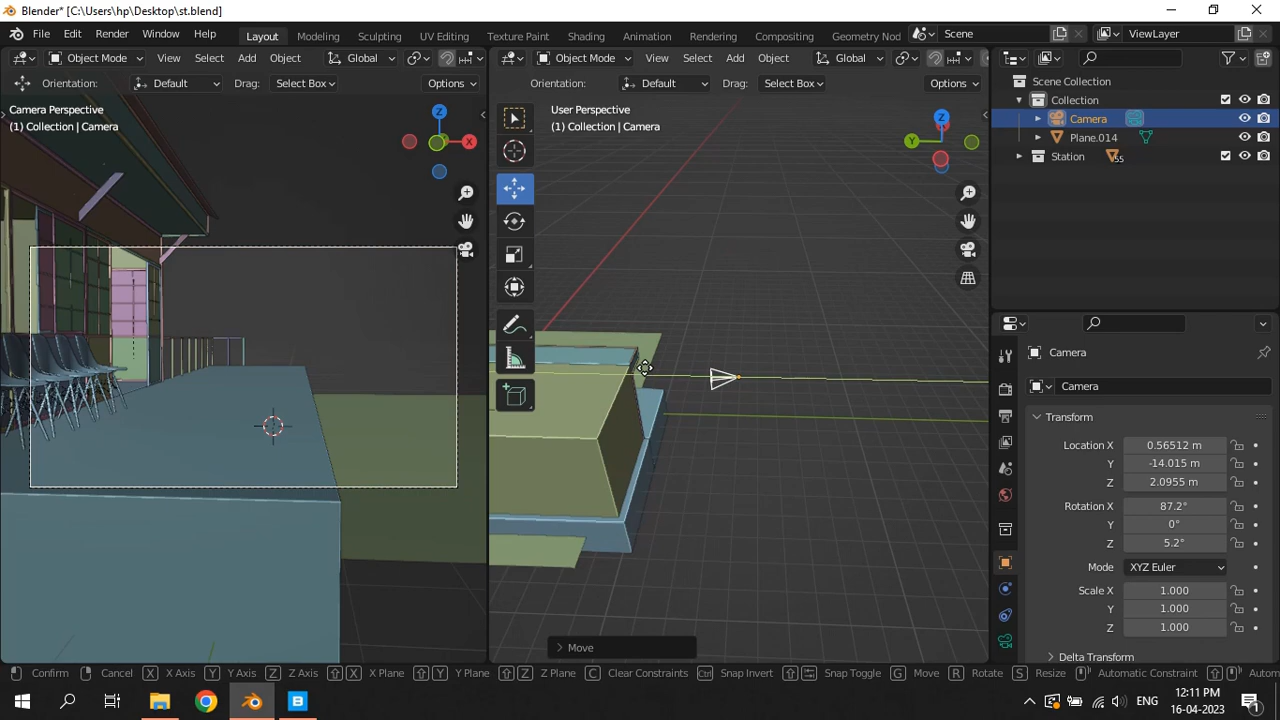 Blender* [C:\Users\hp\Desktop\st.blend]
File Edit Render Window Help Layout Modeling Sculpting UV Editing Texture Paint Shading Animation Rendering Compositing Geometry Nod Scene ViewLayer
Object Mode View Select Add Object Global Object Mode View Select Add Object Global
Orientation: Default Drag: Select Box Options Orientation: Default Drag: Select Box Options
Scene Collection
Camera Perspective
(1) Collection | Camera
User Perspective
(1) Collection | Camera
Z
X
Z
Y
Collection
Camera
Plane.014
Station 55
Camera
Camera
Transform
Location X 0.56512 m
Y -14.015 m
Z 2.0955 m
Rotation X 87.2°
Y 0°
Z 5.2°
Mode XYZ Euler
Scale X 1.000
Y 1.000
Z 1.000
Delta Transform
Move
Confirm Cancel X X Axis Y Y Axis Z Z Axis X X Plane Y Y Plane Z Z Plane C Clear Constraints Ctrl Snap Invert Snap Toggle G Move R Rotate S Resize Automatic Constraint Autom
B
ENG
12:11 PM
16-04-2023
1